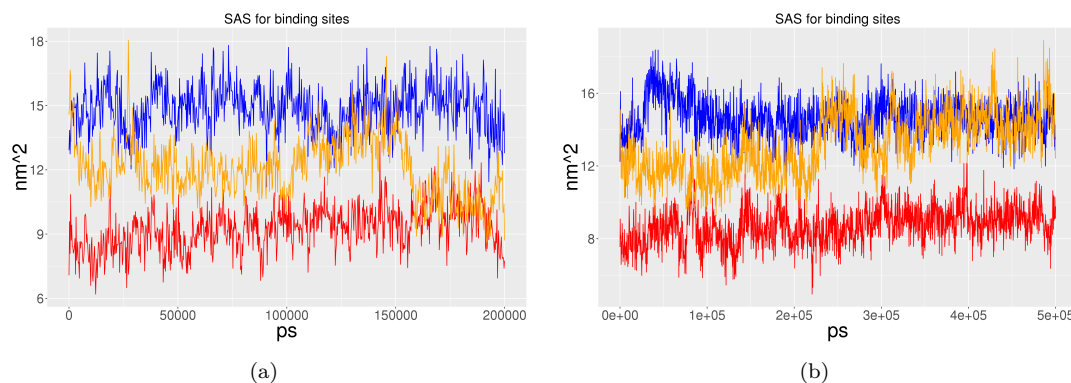 SAS for binding sites
18
15
12
9
6
nm^2
0
50000
100000
150000
200000
ps
(a)
SAS for binding sites
16
12
8
nm^2
0e+00
1e+05
2e+05
3e+05
4e+05
5e+05
ps
(b)